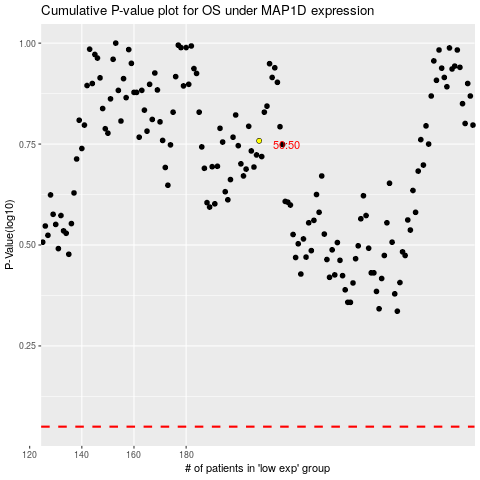 Cumulative P-value plot for OS under MAP1D expression
P-Value(log10)
1.00
0.75
0.50
0.25
50:50
120 140 160 180
# of patients in 'low exp' group